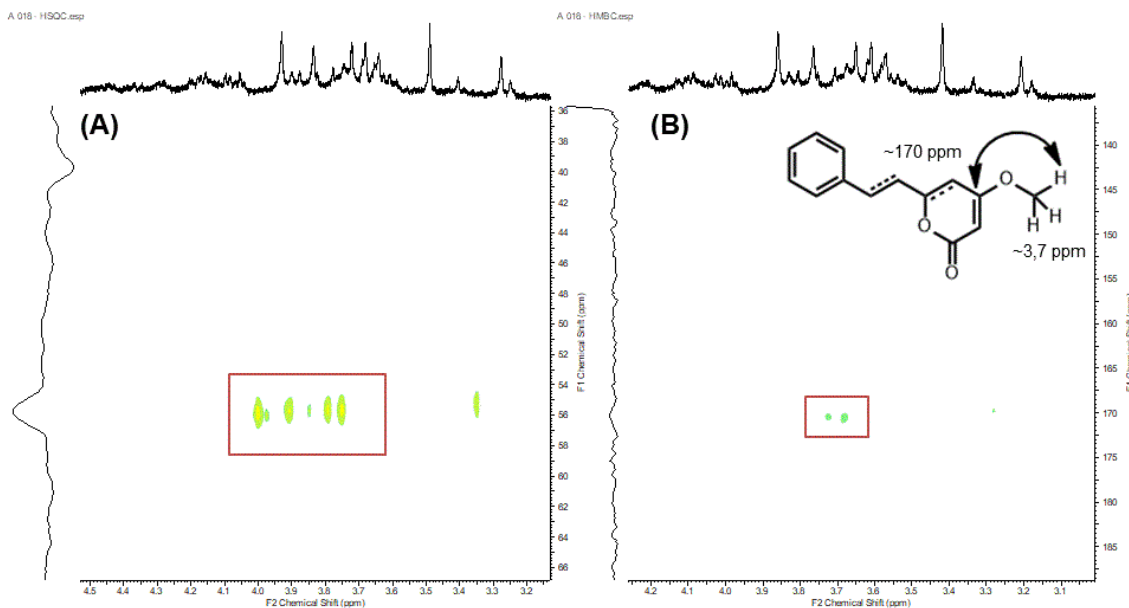 A 018 - HSQC.esp
A 018 - HMBC.esp
(A)
36
38
40
42
44
46
48
50
52
54
56
58
60
62
64
66
F1 Chemical Shift (ppm)
4.5 4.4 4.3 4.2 4.1 4.0 3.9 3.8 3.7 3.6 3.5 3.4 3.3 3.2
F2 Chemical Shift (ppm)
(B)
~170 ppm
O
H
H
H
O
O
~3,7 ppm
140
145
150
155
160
165
170
175
180
185
F1 Chemical Shift (ppm)
4.2 4.1 4.0 3.9 3.8 3.7 3.6 3.5 3.4 3.3 3.2 3.1
F2 Chemical Shift (ppm)